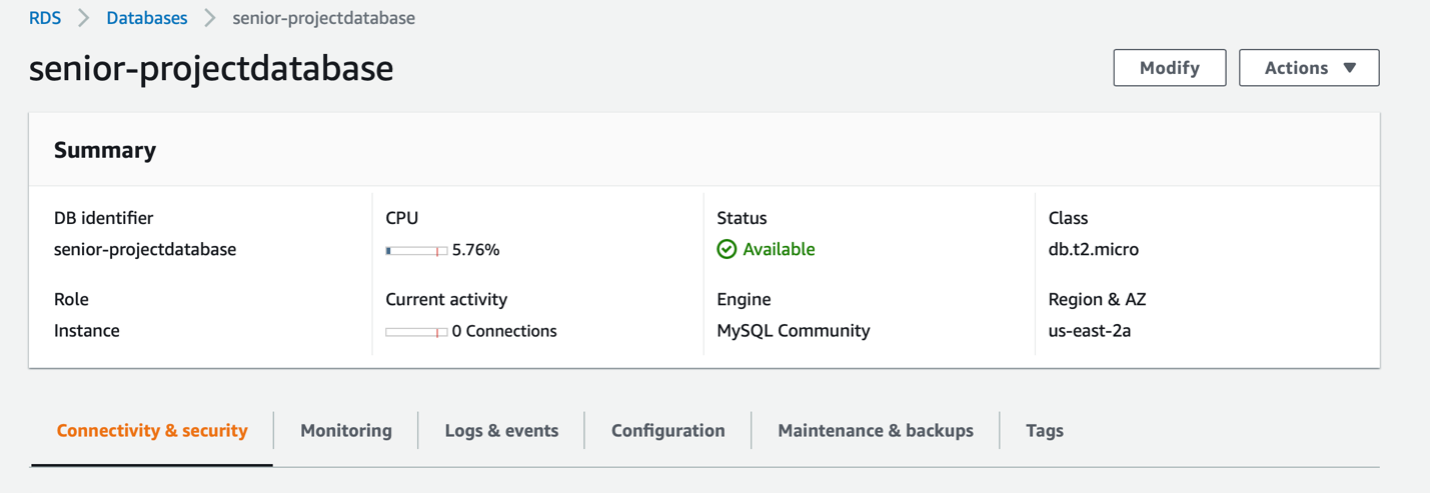 RDS > Databases > senior-projectdatabase
senior-projectdatabase
Modify
Actions
Summary
DB identifier
senior-projectdatabase
CPU
5.76%
Status
Available
Class
db.t2.micro
Role
Instance
Current activity
0 Connections
Engine
MySQL Community
Region & AZ
us-east-2a
Connectivity & security
Monitoring
Logs & events
Configuration
Maintenance & backups
Tags